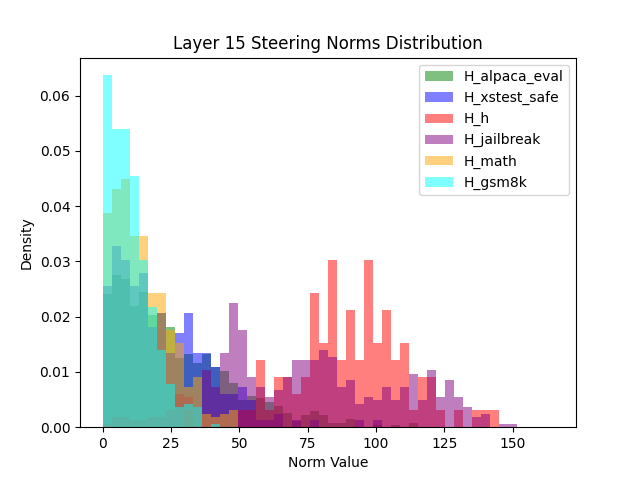 Layer 15 Steering Norms Distribution
H_alpaca_eval
H_xstest_safe
H_h
H_jailbreak
H_math
H_gsm8k
0.06
0.05
0.04
0.03
0.02
0.01
0.00
Density
0 25 50 75 100 125 150
Norm Value